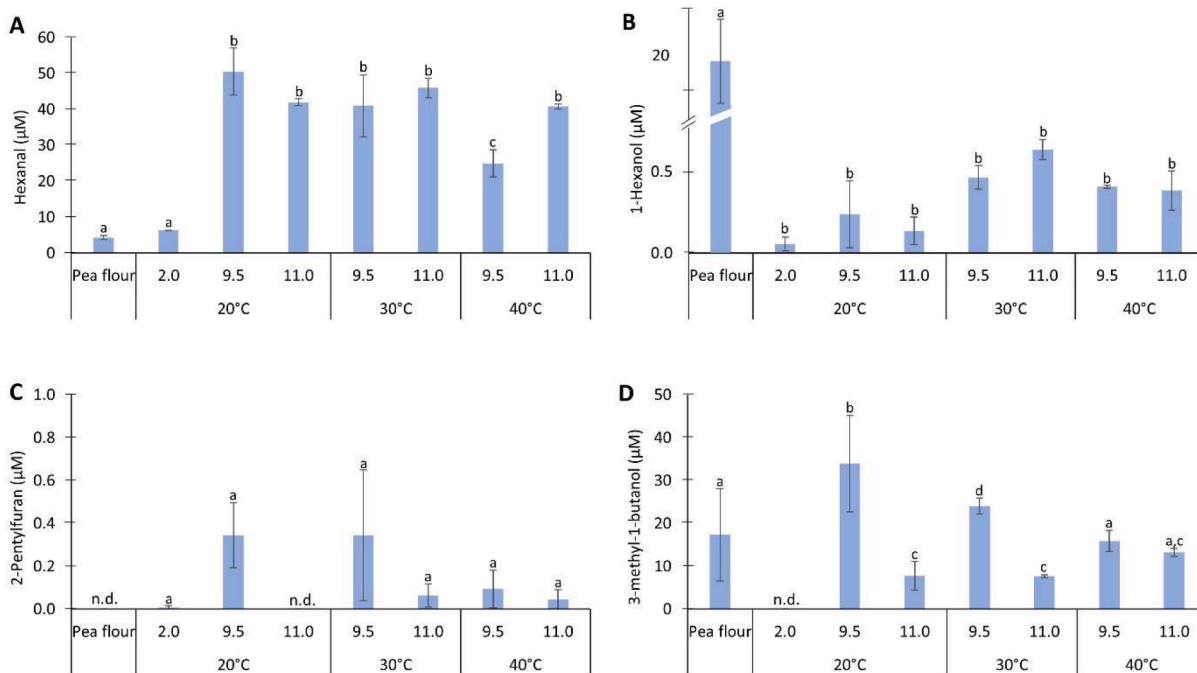 A
Hexanal (µM)
60
50
40
30
20
10
0
a a b b b b c b
Pea flour 2.0 9.5 11.0 9.5 11.0 9.5 11.0
20°C 30°C 40°C
B
1-Hexanol (µM)
20
0.5
0.0
a b b b b b b b
Pea flour 2.0 9.5 11.0 9.5 11.0 9.5 11.0
20°C 30°C 40°C
C
2-Pentylfuran (µM)
1.0
0.8
0.6
0.4
0.2
0.0
n.d. a a n.d. a a a a
Pea flour 2.0 9.5 11.0 9.5 11.0 9.5 11.0
20°C 30°C 40°C
D
3-methyl-1-butanol (µM)
50
40
30
20
10
0
a n.d. b c d c a a,c
Pea flour 2.0 9.5 11.0 9.5 11.0 9.5 11.0
20°C 30°C 40°C